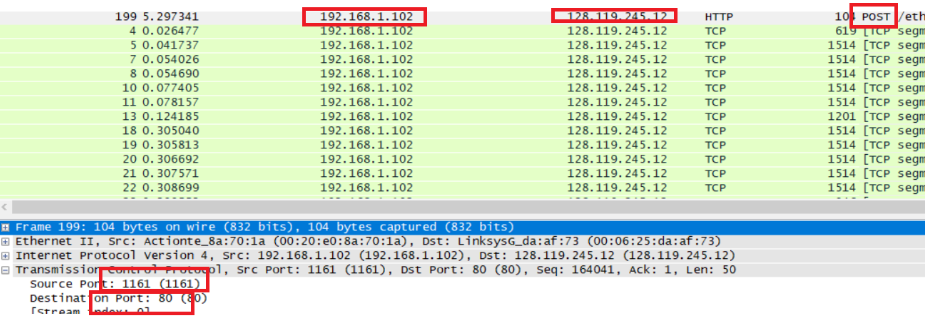 199 5.297341 192.168.1.102 128.119.245.12 HTTP 104 POST /eth
4 0.026477 192.168.1.102 128.119.245.12 TCP 619 [TCP segm
5 0.041737 192.168.1.102 128.119.245.12 TCP 1514 [TCP segm
7 0.054026 192.168.1.102 128.119.245.12 TCP 1514 [TCP segm
8 0.054690 192.168.1.102 128.119.245.12 TCP 1514 [TCP segm
10 0.077405 192.168.1.102 128.119.245.12 TCP 1514 [TCP segm
11 0.078157 192.168.1.102 128.119.245.12 TCP 1514 [TCP segm
13 0.124185 192.168.1.102 128.119.245.12 TCP 1201 [TCP segm
18 0.305040 192.168.1.102 128.119.245.12 TCP 1514 [TCP segm
19 0.305813 192.168.1.102 128.119.245.12 TCP 1514 [TCP segm
20 0.306692 192.168.1.102 128.119.245.12 TCP 1514 [TCP segm
21 0.307571 192.168.1.102 128.119.245.12 TCP 1514 [TCP segm
22 0.308699 192.168.1.102 128.119.245.12 TCP 1514 [TCP segm
Frame 199: 104 bytes on wire (832 bits), 104 bytes captured (832 bits)
Ethernet II, Src: Actionte_8a:70:1a (00:20:e0:8a:70:1a), Dst: LinksysG_da:af:73 (00:06:25:da:af:73)
Internet Protocol Version 4, Src: 192.168.1.102 (192.168.1.102), Dst: 128.119.245.12 (128.119.245.12)
Transmission Control Protocol, Src Port: 1161 (1161), Dst Port: 80 (80), Seq: 164041, Ack: 1, Len: 50
Source Port: 1161 (1161)
Destination Port: 80 (80)
[Stream index: 0]